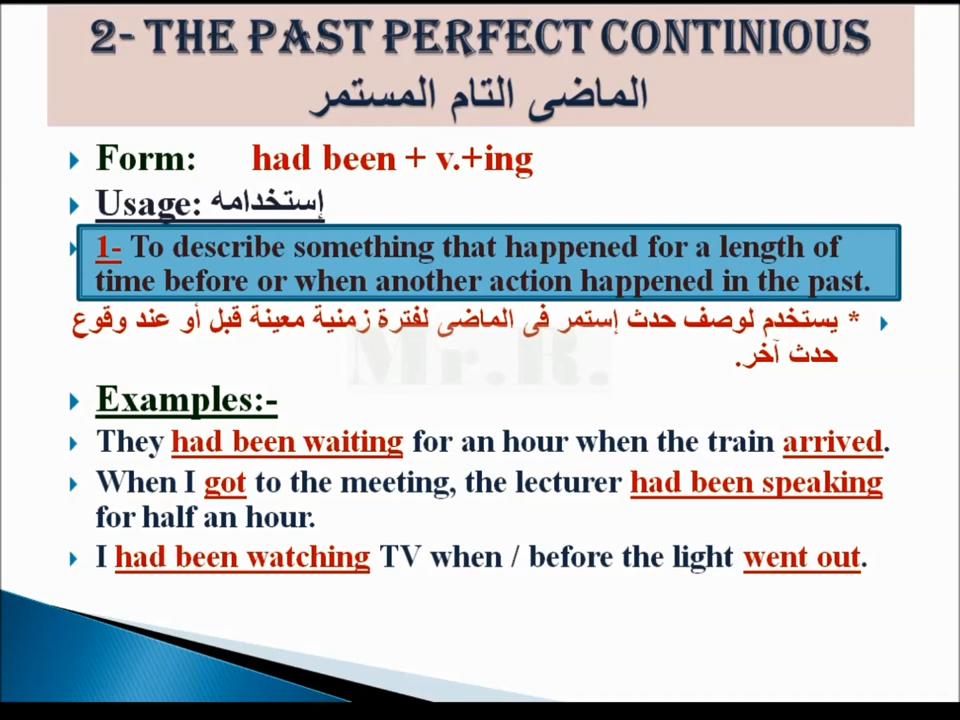 2- THE PAST PERFECT CONTINIOUS
الماضى التام المستمر
Form: had been + v.+ing
Usage: إستخدامه
1- To describe something that happened for a length of
time before or when another action happened in the past.
* يستخدم لوصف حدث إستمر فى الماضى لفترة زمنية معينة قبل أو عند وقوع
حدث آخر.
Mr.R.
Examples:-
They had been waiting for an hour when the train arrived.
When I got to the meeting, the lecturer had been speaking
for half an hour.
I had been watching TV when / before the light went out.